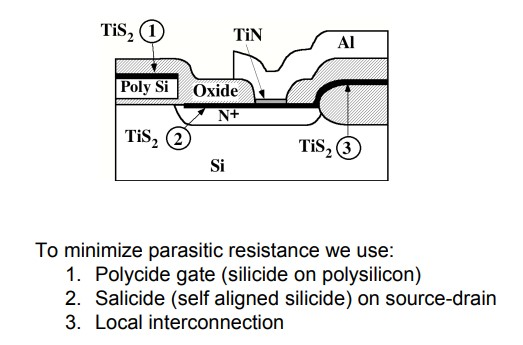 TiS₂ 1
TiN
Al
Poly Si
Oxide
N+
TiS₂ 2
TiS₂ 3
Si
To minimize parasitic resistance we use:
1. Polycide gate (silicide on polysilicon)
2. Salicide (self aligned silicide) on source-drain
3. Local interconnection